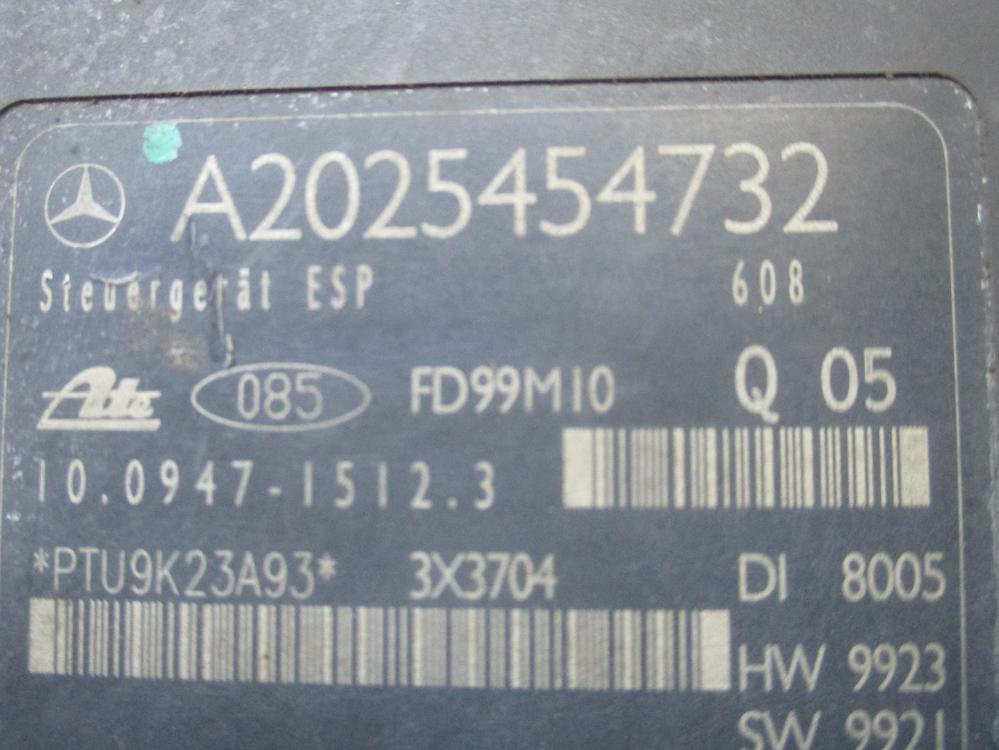 A2025454732
Steuergerät ESP 608
Ate 085 FD99M10 Q 05
10.0947-1512.3
*PTU9K23A93* 3X3704 DI 8005
HW 9923
SW 9921